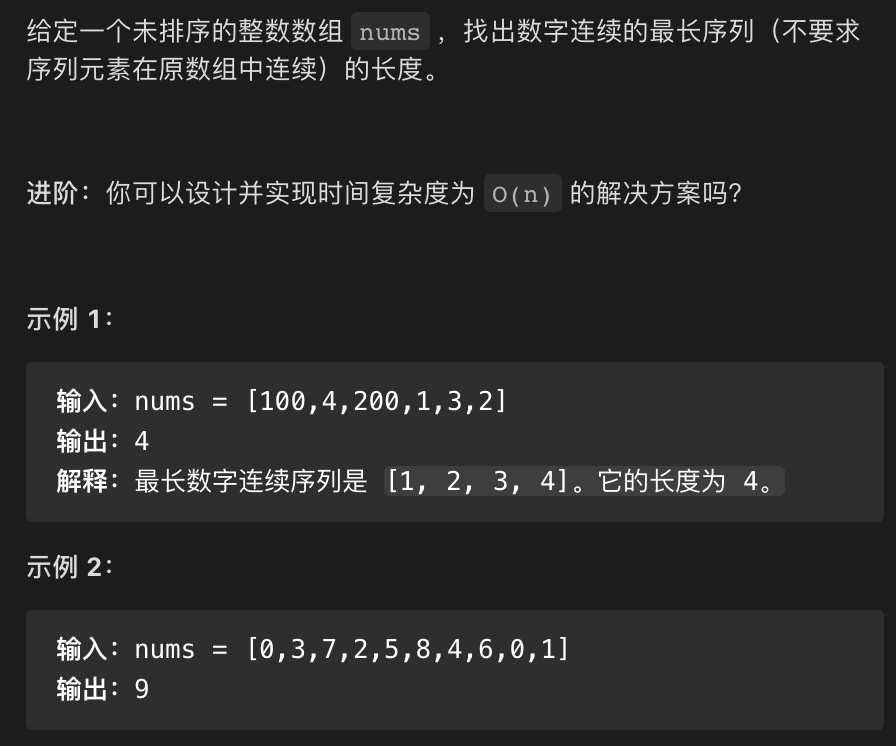 给定一个未排序的整数数组 nums ，找出数字连续的最长序列（不要求
序列元素在原数组中连续）的长度。
进阶：你可以设计并实现时间复杂度为 O(n) 的解决方案吗？
示例 1：
输入：nums = [100,4,200,1,3,2]
输出：4
解释：最长数字连续序列是 [1, 2, 3, 4]。它的长度为 4。
示例 2：
输入：nums = [0,3,7,2,5,8,4,6,0,1]
输出：9